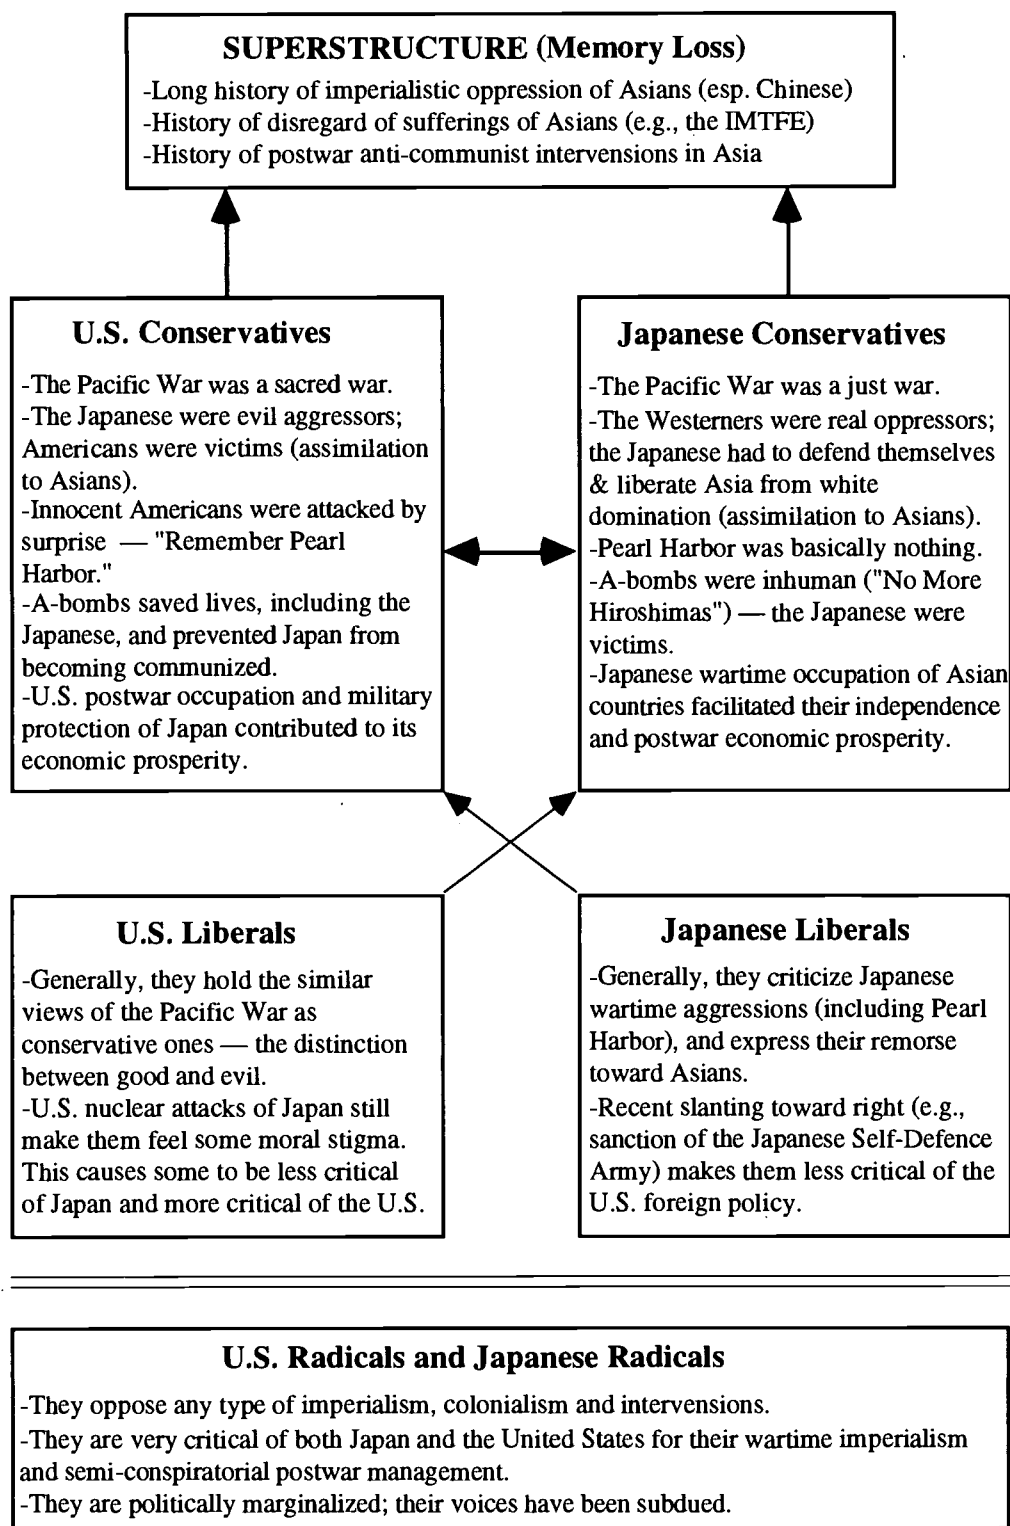 SUPERSTRUCTURE (Memory Loss)
-Long history of imperialistic oppression of Asians (esp. Chinese)
-History of disregard of sufferings of Asians (e.g., the IMTFE)
-History of postwar anti-communist intervensions in Asia
U.S. Conservatives
-The Pacific War was a sacred war.
-The Japanese were evil aggressors;
Americans were victims (assimilation
to Asians).
-Innocent Americans were attacked by
surprise — "Remember Pearl
Harbor."
-A-bombs saved lives, including the
Japanese, and prevented Japan from
becoming communized.
-U.S. postwar occupation and military
protection of Japan contributed to its
economic prosperity.
Japanese Conservatives
-The Pacific War was a just war.
-The Westerners were real oppressors;
the Japanese had to defend themselves
& liberate Asia from white
domination (assimilation to Asians).
-Pearl Harbor was basically nothing.
-A-bombs were inhuman ("No More
Hiroshimas") — the Japanese were
victims.
-Japanese wartime occupation of Asian
countries facilitated their independence
and postwar economic prosperity.
U.S. Liberals
-Generally, they hold the similar
views of the Pacific War as
conservative ones — the distinction
between good and evil.
-U.S. nuclear attacks of Japan still
make them feel some moral stigma.
This causes some to be less critical
of Japan and more critical of the U.S.
Japanese Liberals
-Generally, they criticize Japanese
wartime aggressions (including Pearl
Harbor), and express their remorse
toward Asians.
-Recent slanting toward right (e.g.,
sanction of the Japanese Self-Defence
Army) makes them less critical of the
U.S. foreign policy.
U.S. Radicals and Japanese Radicals
-They oppose any type of imperialism, colonialism and intervensions.
-They are very critical of both Japan and the United States for their wartime imperialism
and semi-conspiratorial postwar management.
-They are politically marginalized; their voices have been subdued.